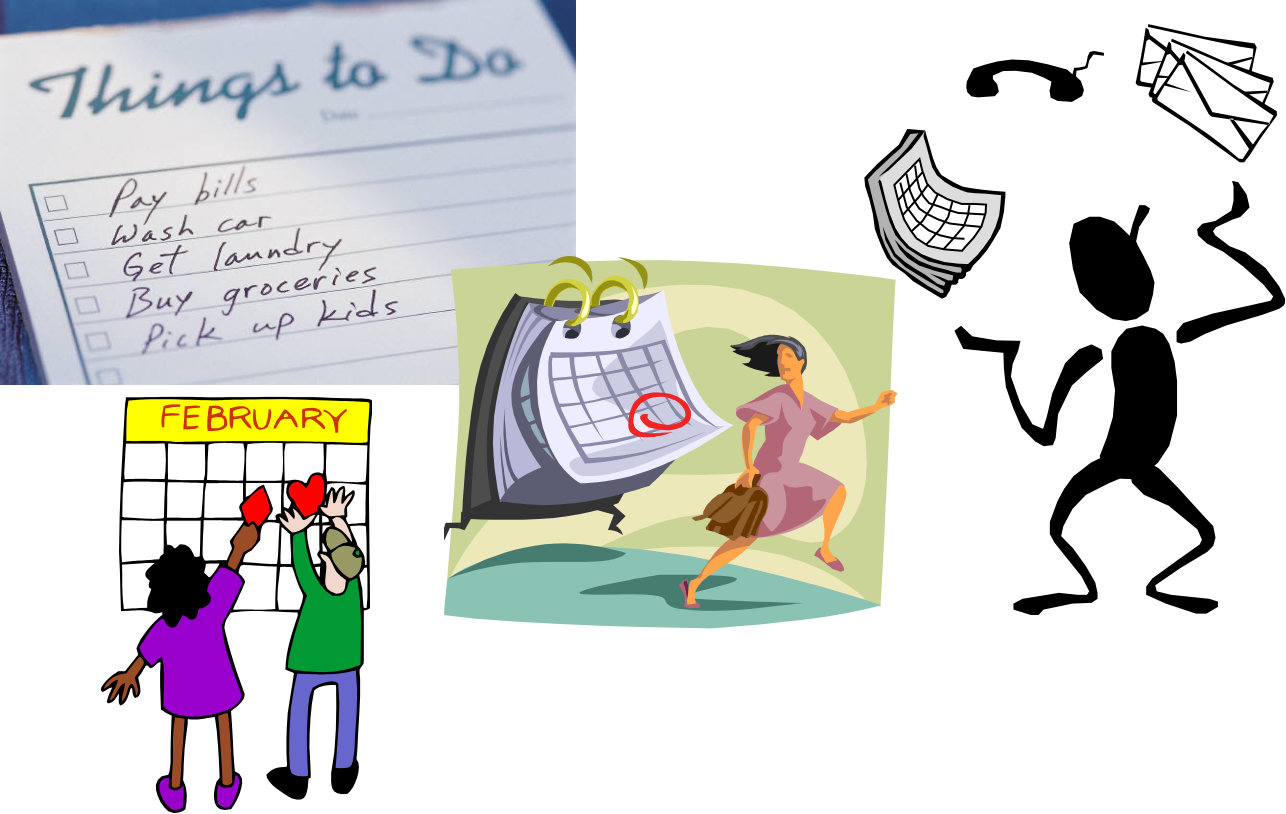 Things to Do
Date
Pay bills
Wash car
Get laundry
Buy groceries
Pick up kids
FEBRUARY